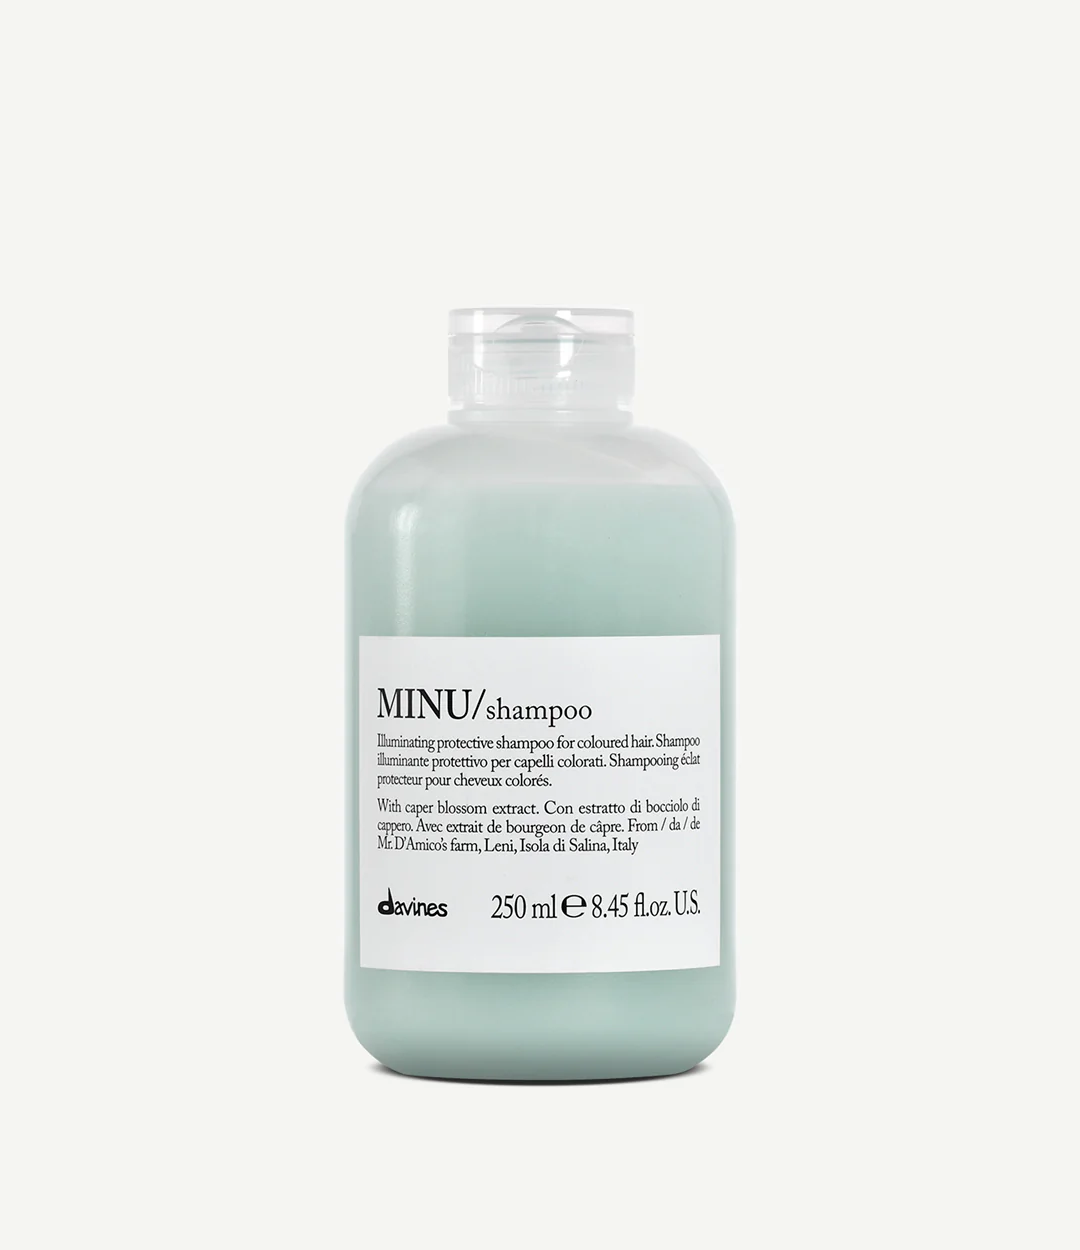 MINU/shampoo
Illuminating protective shampoo for coloured hair. Shampoo
illuminante protettivo per capelli colorati. Shampooing éclat
protecteur pour cheveux colorés.
With caper blossom extract. Con estratto di bocciolo di
cappero. Avec extrait de bourgeon de câpre. From / da / de
Mr. D'Amico's farm, Leni, Isola di Salina, Italy
davines 250 ml ℮ 8.45 fl.oz. U.S.